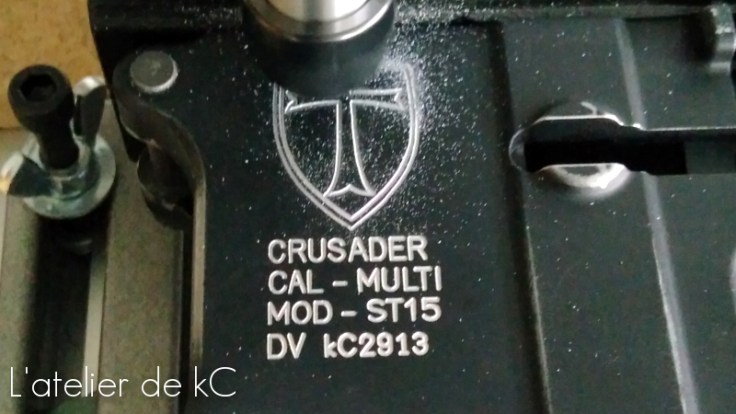 CRUSADER
CAL - MULTI
MOD - ST15
DV kC2913
L'atelier de kC